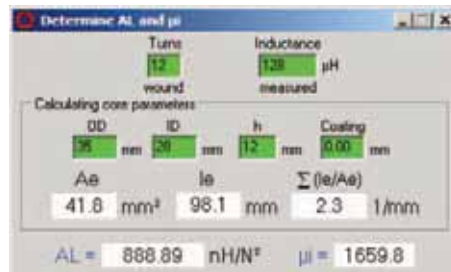 Determine AL and µi
Turns Inductance
12 128 µH
wound measured
Calculating core parameters
OD ID h Coating
35 mm 28 mm 12 mm 0.00 mm
Ae le ∑ (le/Ae)
41.8 mm² 98.1 mm 2.3 1/mm
AL = 888.89 nH/N² µi = 1659.8